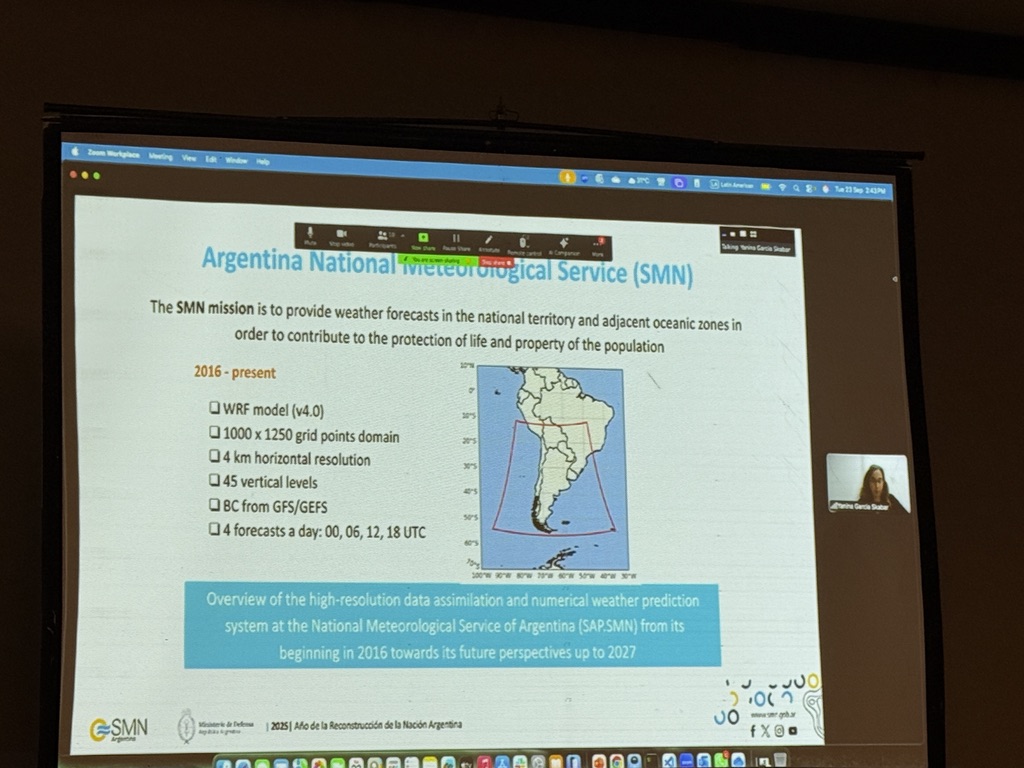 Zoom Workplace Meeting View Edit Window Help
37°C Latin American Tue 23 Sep 2:43 PM
Mute Stop video Participants New share Pause Share Annotate Remote control AI Companion More
You are screen sharing Stop share
Talking: Yanina Garcia Skabar
Argentina National Meteorological Service (SMN)
The SMN mission is to provide weather forecasts in the national territory and adjacent oceanic zones in
order to contribute to the protection of life and property of the population
2016 - present
WRF model (v4.0)
1000 x 1250 grid points domain
4 km horizontal resolution
45 vertical levels
BC from GFS/GEFS
4 forecasts a day: 00, 06, 12, 18 UTC
10°N
0°
10°S
20°S
30°S
40°S
50°S
60°S
70°S
100°W 90°W 80°W 70°W 60°W 50°W 40°W 30°W
Yanina Garcia Skabar
Overview of the high-resolution data assimilation and numerical weather prediction
system at the National Meteorological Service of Argentina (SAP.SMN) from its
beginning in 2016 towards its future perspectives up to 2027
SMN
Argentina
Ministerio de Defensa
República Argentina
| 2025 | Año de la Reconstrucción de la Nación Argentina
www.smn.gob.ar